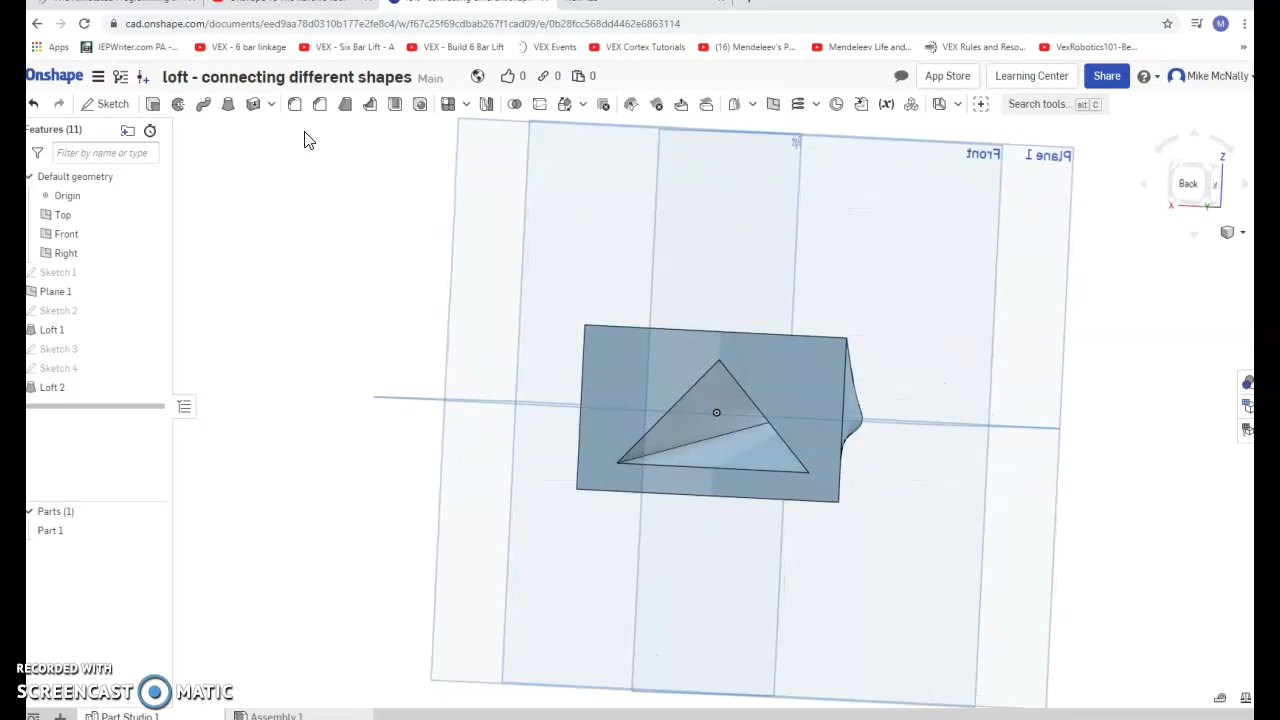 cad.onshape.com/documents/eed9aa78d0310b177e2fe8c4/w/f67c25f69cdbab267f1cad09/e/0b28fcc568dd4462e6863114
M
Apps
IEPWriter.com PA -...
VEX - 6 bar linkage
VEX - Six Bar Lift - A
VEX - Build 6 Bar Lift
VEX Events
VEX Cortex Tutorials
(16) Mendeleev's P...
Mendeleev Life and...
VEX Rules and Reso...
VexRobotics101-Be...
Onshape
loft - connecting different shapes
Main
0
0
0
App Store
Learning Center
Share
Mike McNally
Sketch
Search tools...
alt
C
Features (11)
Filter by name or type
Default geometry
Origin
Top
Front
Right
Sketch 1
Plane 1
Sketch 2
Loft 1
Sketch 3
Sketch 4
Loft 2
Parts (1)
Part 1
Front
Plane 1
Z
Back
X
Y
RECORDED WITH
SCREENCAST MATIC
Part Studio 1
Assembly 1